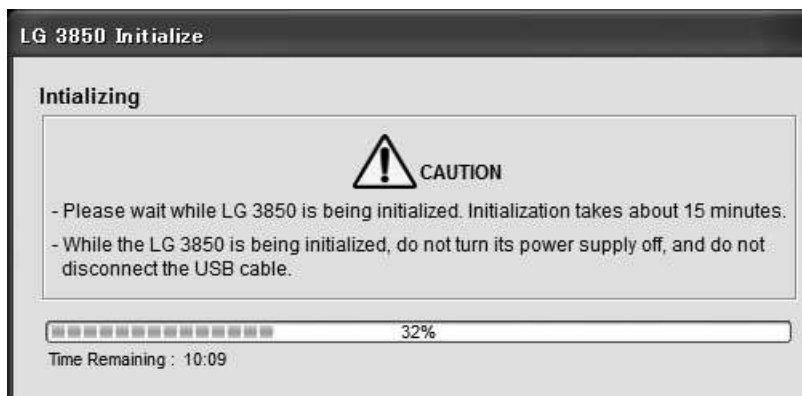 LG 3850 Initialize
Intializing
CAUTION
- Please wait while LG 3850 is being initialized. Initialization takes about 15 minutes.
- While the LG 3850 is being initialized, do not turn its power supply off, and do not
disconnect the USB cable.
32%
Time Remaining : 10:09